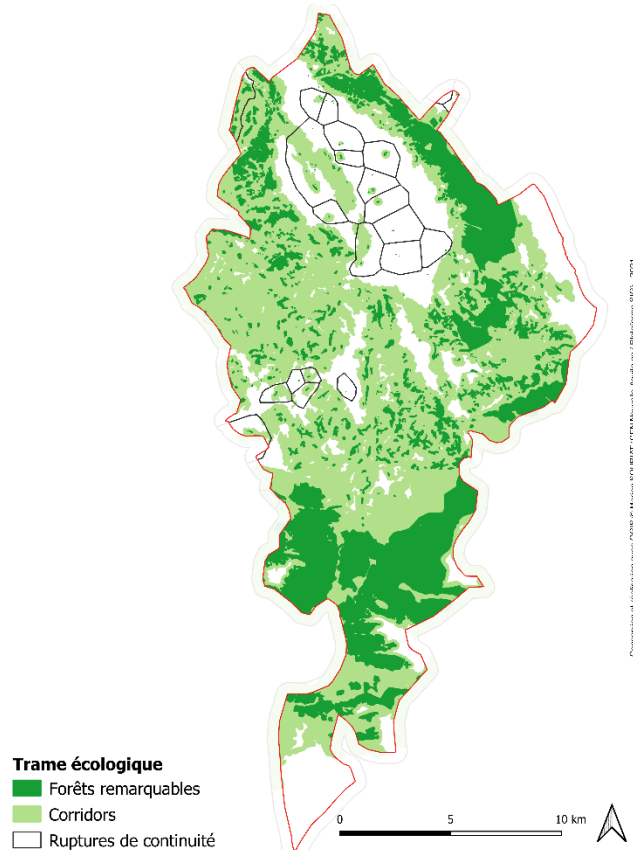 Trame écologique
Forêts remarquables
Corridors
Ruptures de continuité
0 5 10 km